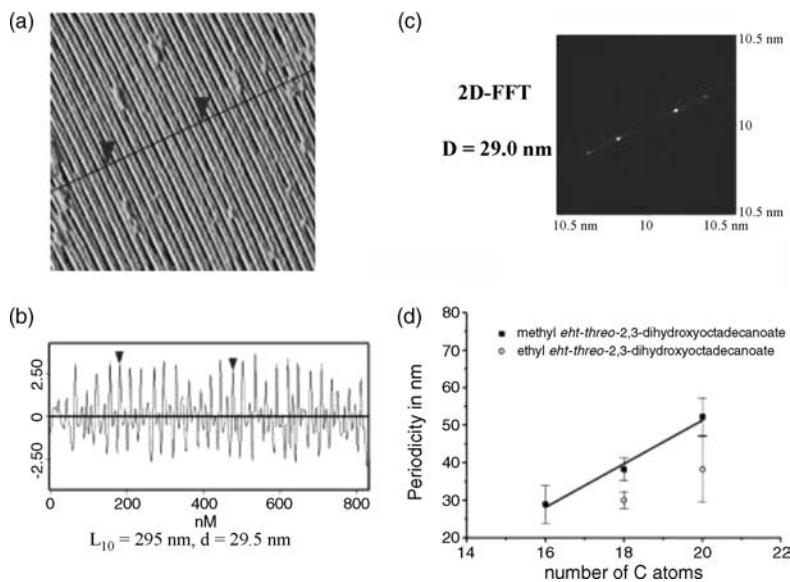 (a)
(b)
2.50
0
-2.50
0
200
400
600
800
nM
L10 = 295 nm, d = 29.5 nm
(c)
2D-FFT
D = 29.0 nm
10.5 nm
10
10.5 nm
10.5 nm
10
10.5 nm
(d)
Periodicity in nm
80
70
60
50
40
30
20
14
16
18
20
22
number of C atoms
methyl eht-threo-2,3-dihydroxyoctadecanoate
ethyl eht-threo-2,3-dihydroxyoctadecanoate